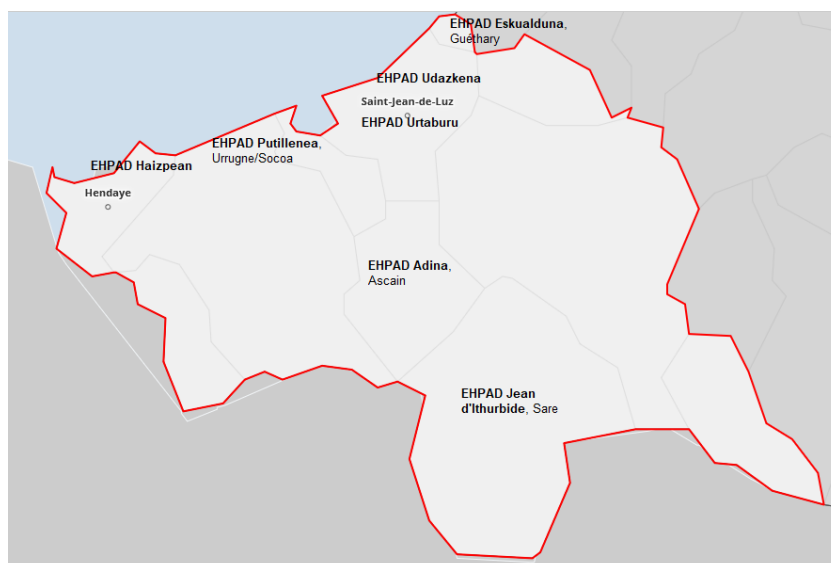 EHPAD Eskualduna,
Guéthary
EHPAD Udazkena
Saint-Jean-de-Luz
EHPAD Urtaburu
EHPAD Putillenea,
Urrugne/Socoa
EHPAD Haizpean
Hendaye
EHPAD Adina,
Ascain
EHPAD Jean
d'Ithurbide, Sare